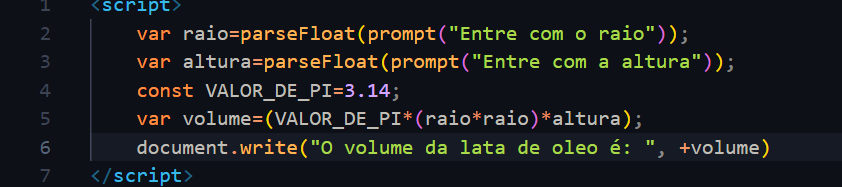 1 <script>
2 var raio=parseFloat(prompt("Entre com o raio"));
3 var altura=parseFloat(prompt("Entre com a altura"));
4 const VALOR_DE_PI=3.14;
5 var volume=(VALOR_DE_PI*(raio*raio)*altura);
6 document.write("O volume da lata de oleo é: ", +volume)
7 </script>